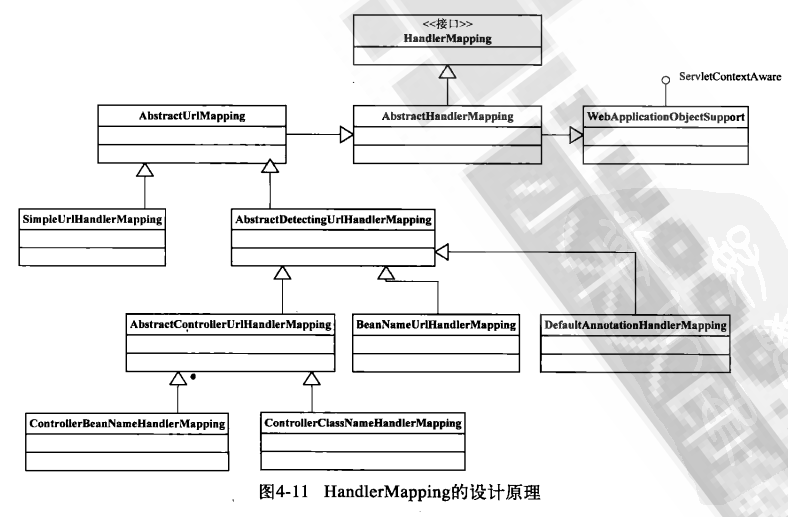 <<接口>>
HandlerMapping
ServletContextAware
AbstractUrlMapping
AbstractHandlerMapping
WebApplicationObjectSupport
SimpleUrlHandlerMapping
AbstractDetectingUrlHandlerMapping
AbstractControllerUrlHandlerMapping
BeanNameUrlHandlerMapping
DefaultAnnotationHandlerMapping
ControllerBeanNameHandlerMapping
ControllerClassNameHandlerMapping
图4-11 HandlerMapping的设计原理